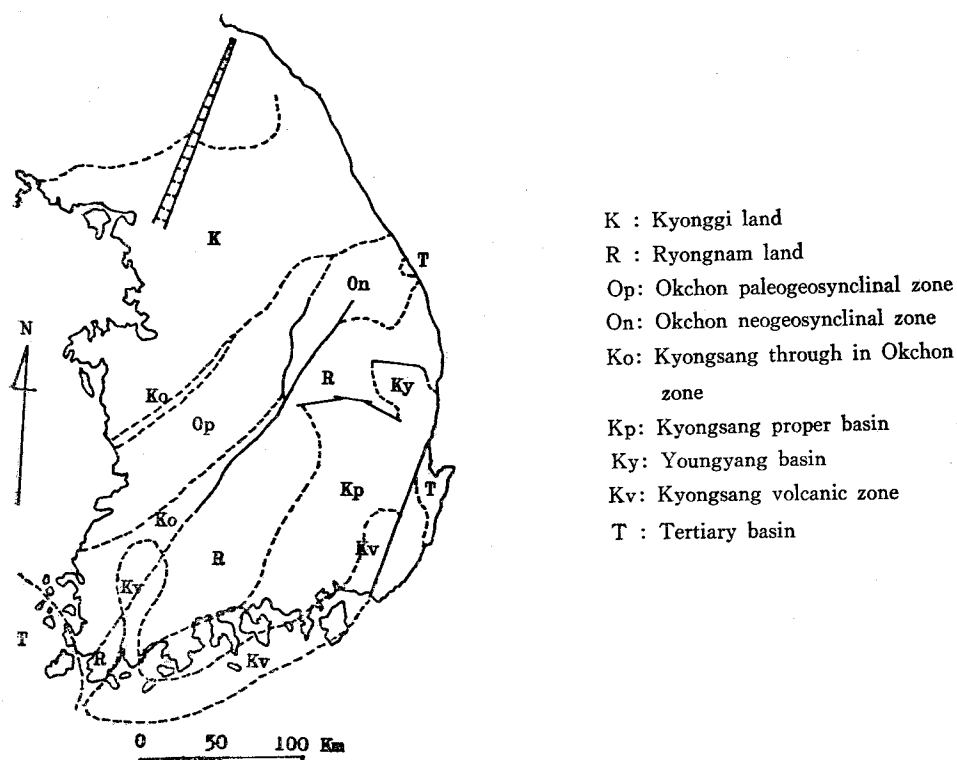 K
T
On
N
R
Ky
Ko
Op
Kp
T
Ko
Kv
R
Ky
T
R
Kv
0 50 100 Km
K : Kyonggi land
R : Ryongnam land
Op: Okchon paleogeosynclinal zone
On: Okchon neogeosynclinal zone
Ko: Kyongsang through in Okchon
zone
Kp: Kyongsang proper basin
Ky: Youngyang basin
Kv: Kyongsang volcanic zone
T : Tertiary basin